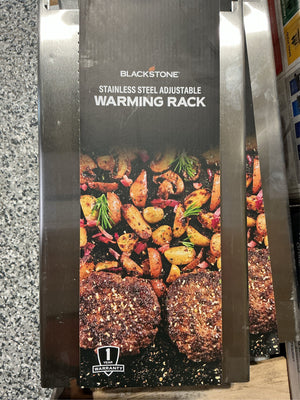 BLACKSTONE
STAINLESS STEEL ADJUSTABLE
WARMING RACK
1
YEAR
WARRANTY